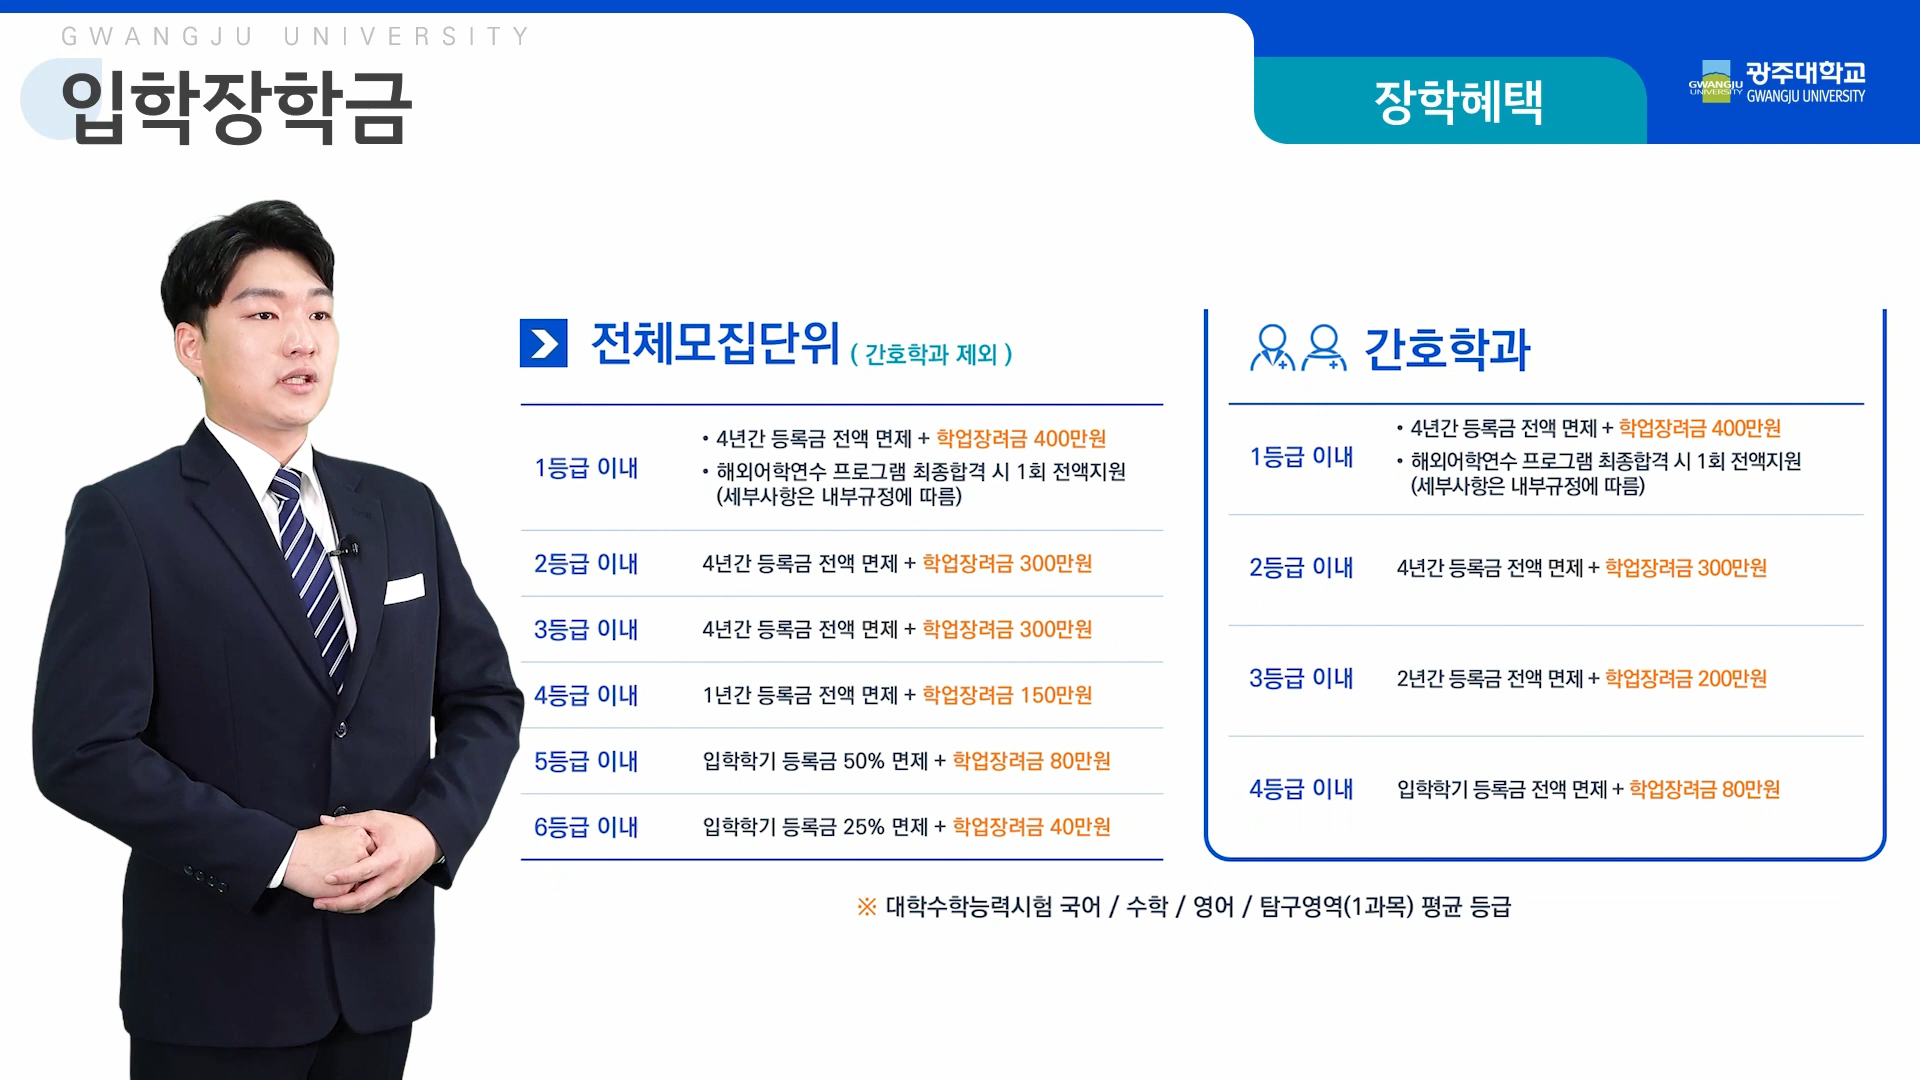 GWANGJU UNIVERSITY
입학장학금
장학혜택
GWANGJU
UNIVERSITY
광주대학교
GWANGJU UNIVERSITY
전체모집단위 ( 간호학과 제외 )
1등급 이내
• 4년간 등록금 전액 면제 + 학업장려금 400만원
• 해외어학연수 프로그램 최종합격 시 1회 전액지원
(세부사항은 내부규정에 따름)
2등급 이내 4년간 등록금 전액 면제 + 학업장려금 300만원
3등급 이내 4년간 등록금 전액 면제 + 학업장려금 300만원
4등급 이내 1년간 등록금 전액 면제 + 학업장려금 150만원
5등급 이내 입학학기 등록금 50% 면제 + 학업장려금 80만원
6등급 이내 입학학기 등록금 25% 면제 + 학업장려금 40만원
간호학과
1등급 이내
• 4년간 등록금 전액 면제 + 학업장려금 400만원
• 해외어학연수 프로그램 최종합격 시 1회 전액지원
(세부사항은 내부규정에 따름)
2등급 이내 4년간 등록금 전액 면제 + 학업장려금 300만원
3등급 이내 2년간 등록금 전액 면제 + 학업장려금 200만원
4등급 이내 입학학기 등록금 전액 면제 + 학업장려금 80만원
※ 대학수학능력시험 국어 / 수학 / 영어 / 탐구영역(1과목) 평균 등급